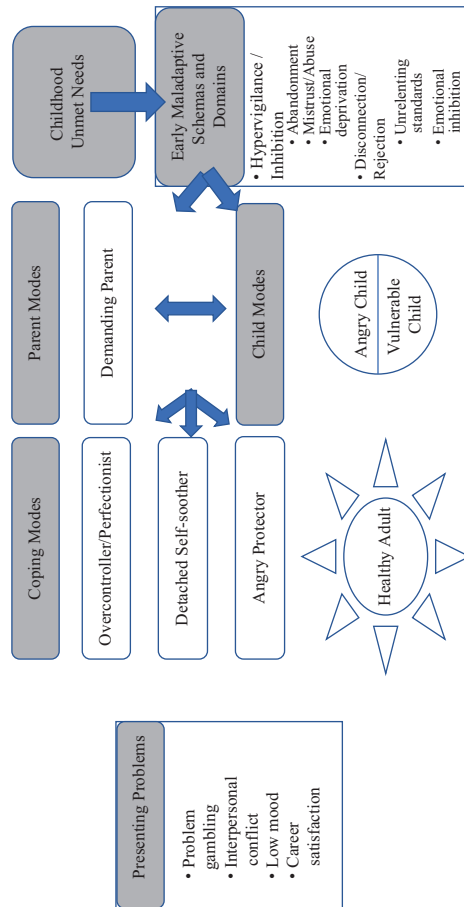 Presenting Problems
• Problem
gambling
• Interpersonal
conflict
• Low mood
• Career
satisfaction
Coping Modes
Overcontroller/Perfectionist
Detached Self-soother
Angry Protector
Healthy Adult
Parent Modes
Demanding Parent
Child Modes
Angry Child
Vulnerable
Child
Childhood
Unmet Needs
Early Maladaptive
Schemas and
Domains
• Hypervigilance /
Inhibition
• Abandonment
• Mistrust/Abuse
• Emotional
deprivation
• Disconnection/
Rejection
• Unrelenting
standards
• Emotional
inhibition